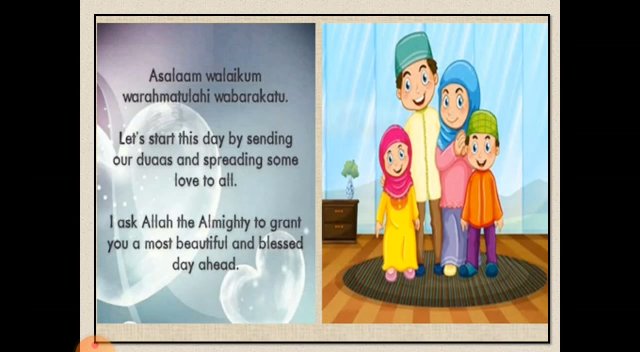 Asalaam walaikum
warahmatulahi wabarakatu.
Let's start this day by sending
our duaas and spreading some
love to all.
I ask Allah the Almighty to grant
you a most beautiful and blessed
day ahead.